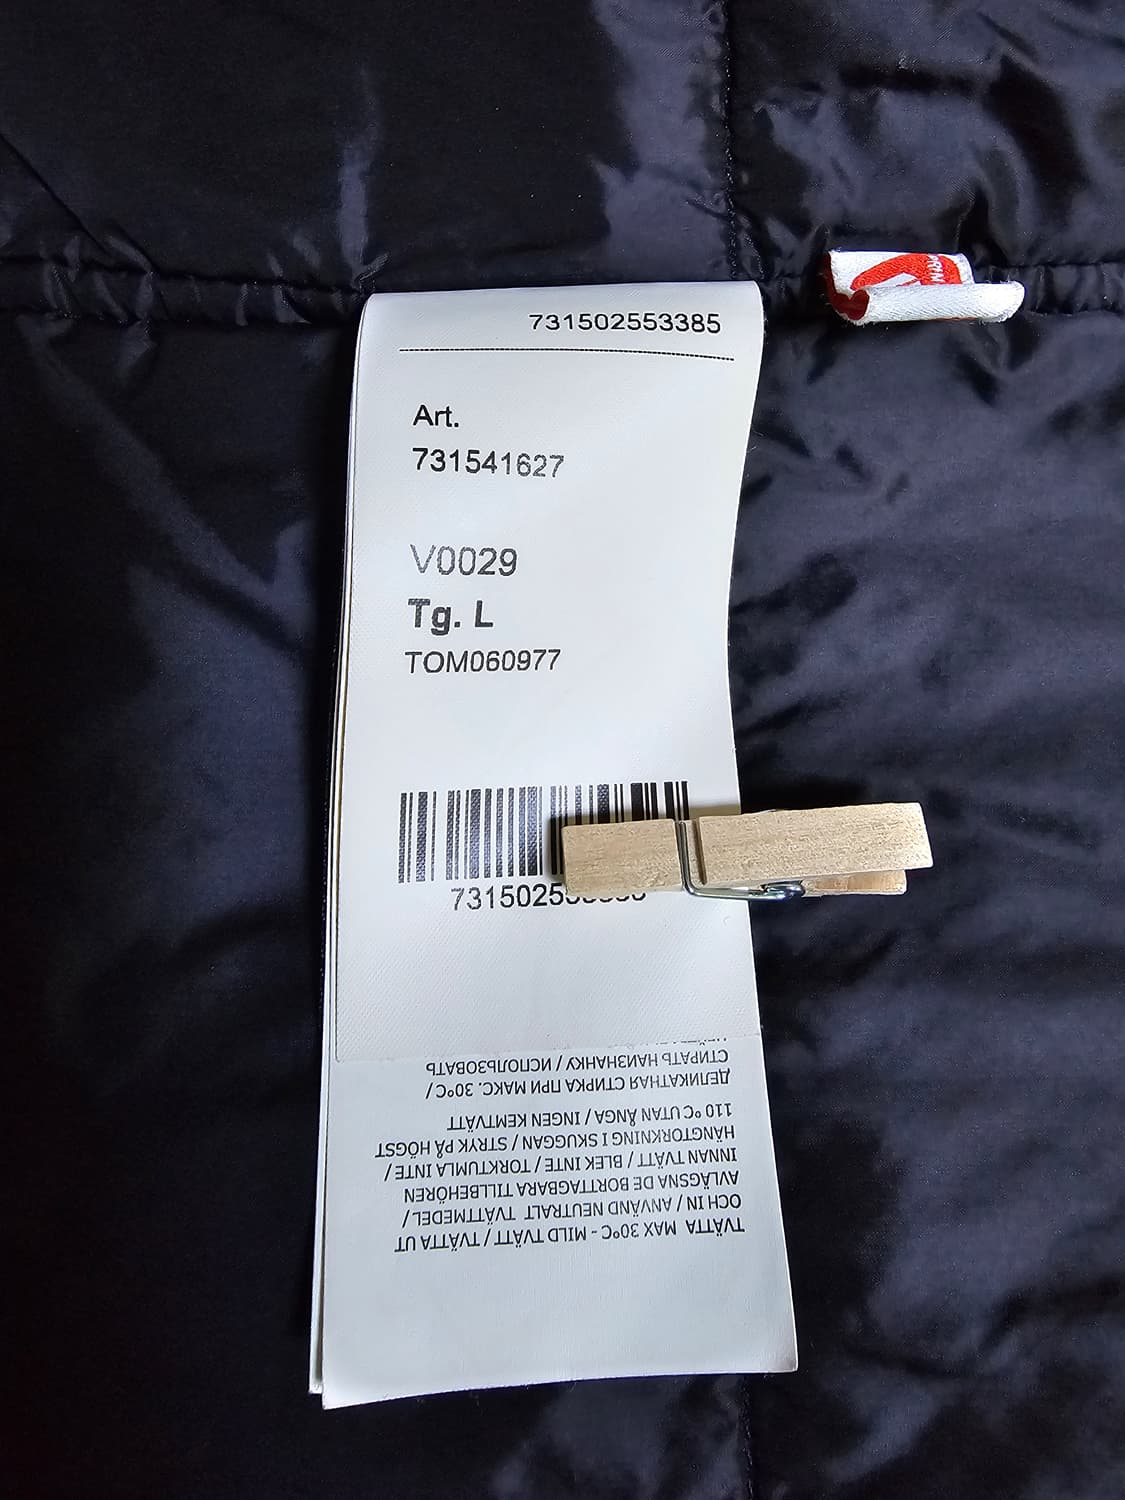 731502553385
Art.
731541627
V0029
Tg. L
TOM060977
731502553385
TVÄTTA MAX 30°C - MILD TVÄTT / TVÄTTA UT
OCH IN / ANVÄND NEUTRALT TVÄTTMEDEL /
AVLÄGSNA DE BORTTAGBARA TILLBEHÖREN
INNAN TVÄTT / BLEK INTE / TORKTUMLA INTE /
HÄNGTORKNING I SKUGGAN / STRYK PÅ HÖGST
110 °C UTAN ÅNGA / INGEN KEMTVÄTT
ДЕЛИКАТНАЯ СТИРКА ПРИ МАКС. 30°C /
СТИРАТЬ НАИЗНАНКУ / ИСПОЛЬЗОВАТЬ